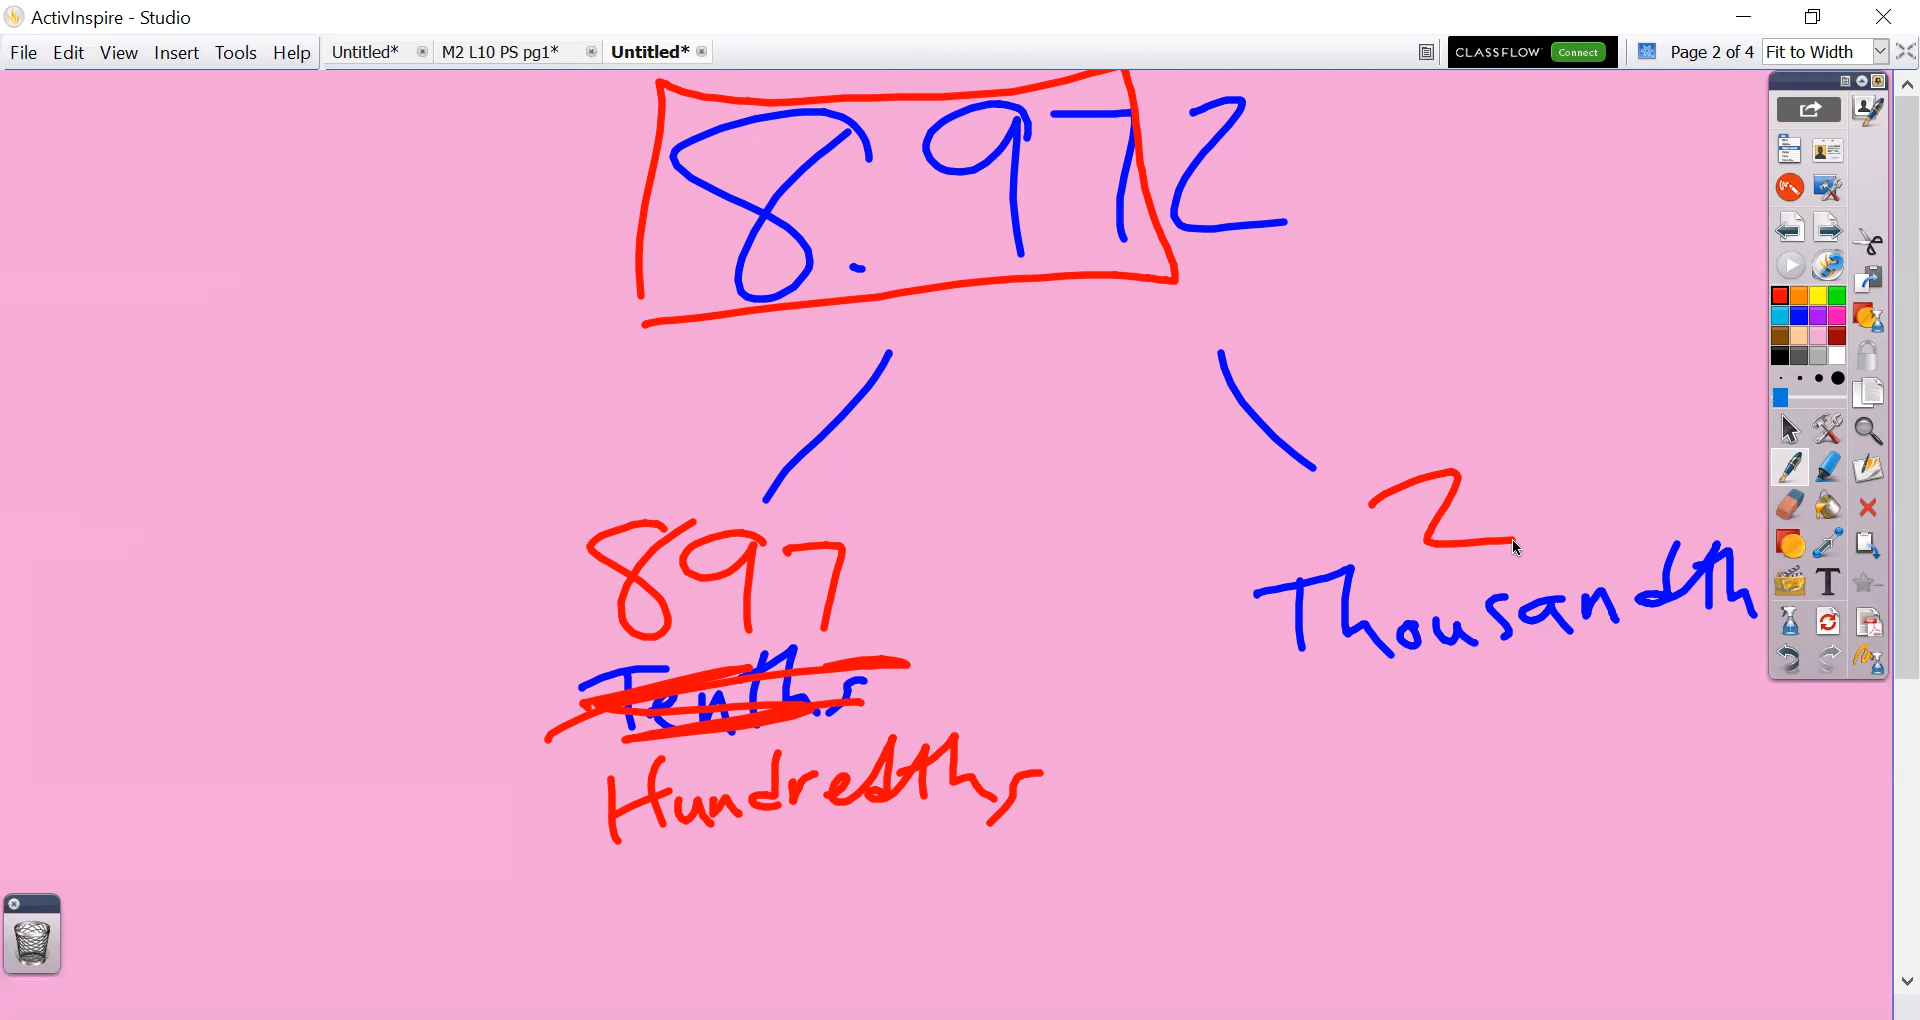 ActivInspire - Studio
File Edit View Insert Tools Help Untitled* M2 L10 PS pg1* Untitled* CLASSFLOW Connect Page 2 of 4 Fit to Width
8.972
897
2
Tenths
Thousandth
Hundredths
T